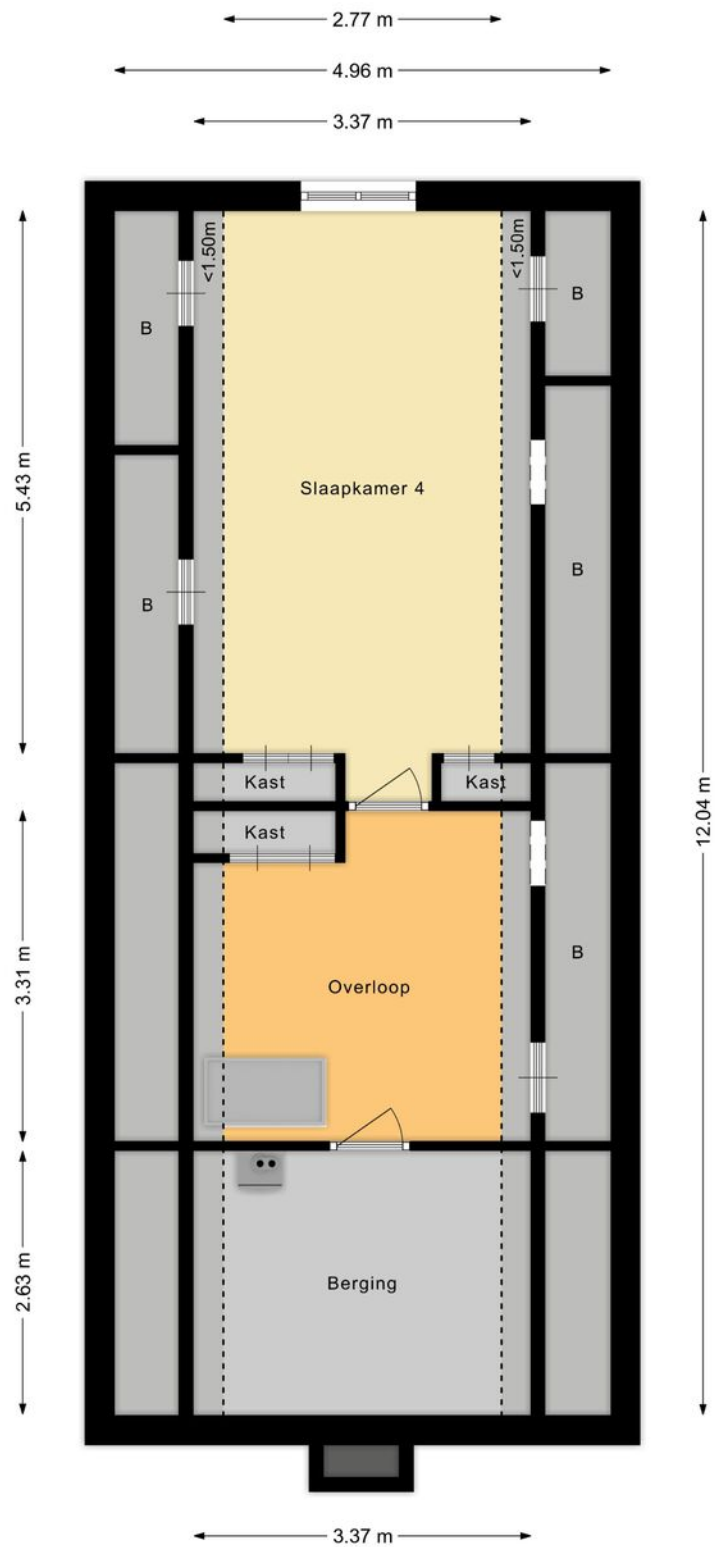 2.77 m
4.96 m
3.37 m
<1.50m
<1.50m
B
B
5.43 m
Slaapkamer 4
B
B
Kast
Kast
12.04 m
Kast
B
3.31 m
Overloop
2.63 m
Berging
3.37 m